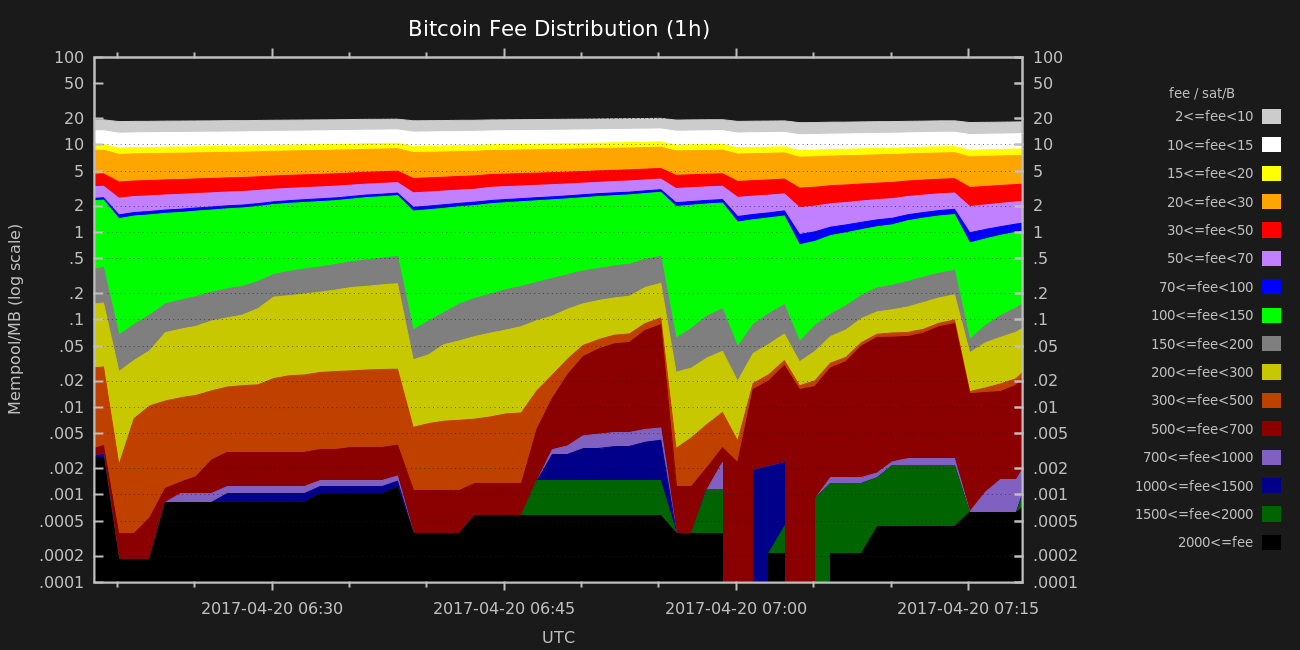 Bitcoin Fee Distribution (1h)
Mempool/MB (log scale)
100
50
20
10
5
2
1
.5
.2
.1
.05
.02
.01
.005
.002
.001
.0005
.0002
.0001
100
50
20
10
5
2
1
.5
.2
.1
.05
.02
.01
.005
.002
.001
.0005
.0002
.0001
fee / sat/B
2<=fee<10
10<=fee<15
15<=fee<20
20<=fee<30
30<=fee<50
50<=fee<70
70<=fee<100
100<=fee<150
150<=fee<200
200<=fee<300
300<=fee<500
500<=fee<700
700<=fee<1000
1000<=fee<1500
1500<=fee<2000
2000<=fee
2017-04-20 06:30 2017-04-20 06:45 2017-04-20 07:00 2017-04-20 07:15
UTC